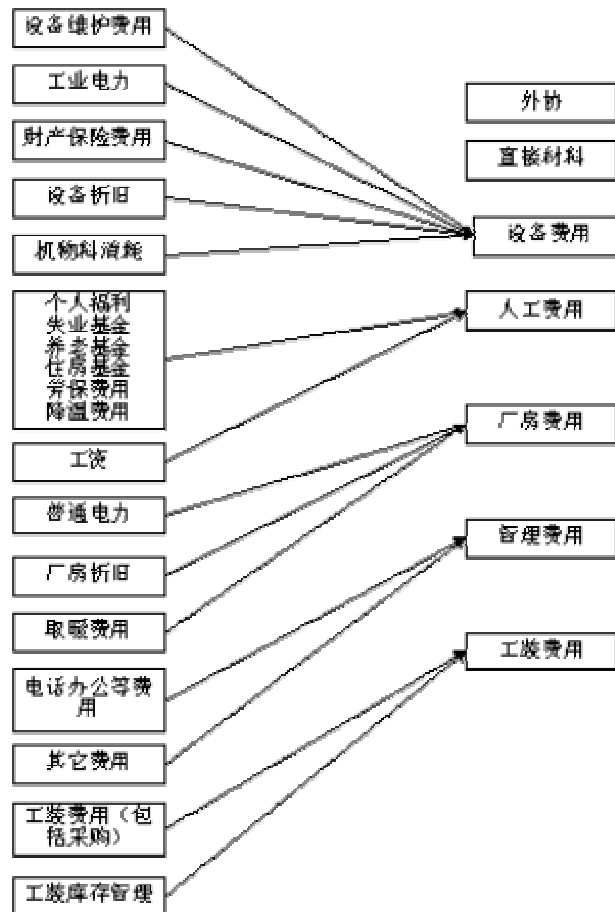 设备维护费用
工业电力
财产保险费用
设备折旧
机物料消耗
个人福利
失业基金
养老基金
住房基金
劳保费用
降温费用
工资
普通电力
厂房折旧
取暖费用
电话办公等费
用
其它费用
工装费用（包
括采购）
工装库存管理
外协
直接材料
设备费用
人工费用
厂房费用
管理费用
工装费用